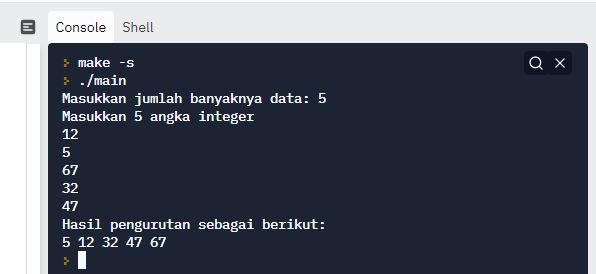 Console Shell
> make -s
> ./main
Masukkan jumlah banyaknya data: 5
Masukkan 5 angka integer
12
5
67
32
47
Hasil pengurutan sebagai berikut:
5 12 32 47 67
>